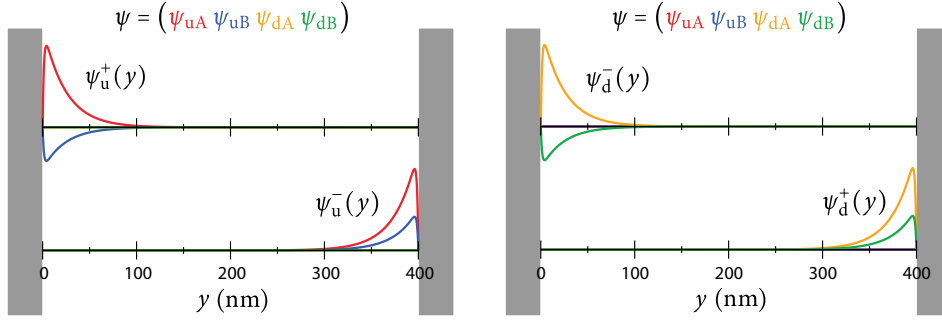 ψ = (ψuA ψuB ψdA ψdB)
ψu+(y)
ψu−(y)
0 100 200 300 400
y (nm)
ψ = (ψuA ψuB ψdA ψdB)
ψd−(y)
ψd+(y)
0 100 200 300 400
y (nm)